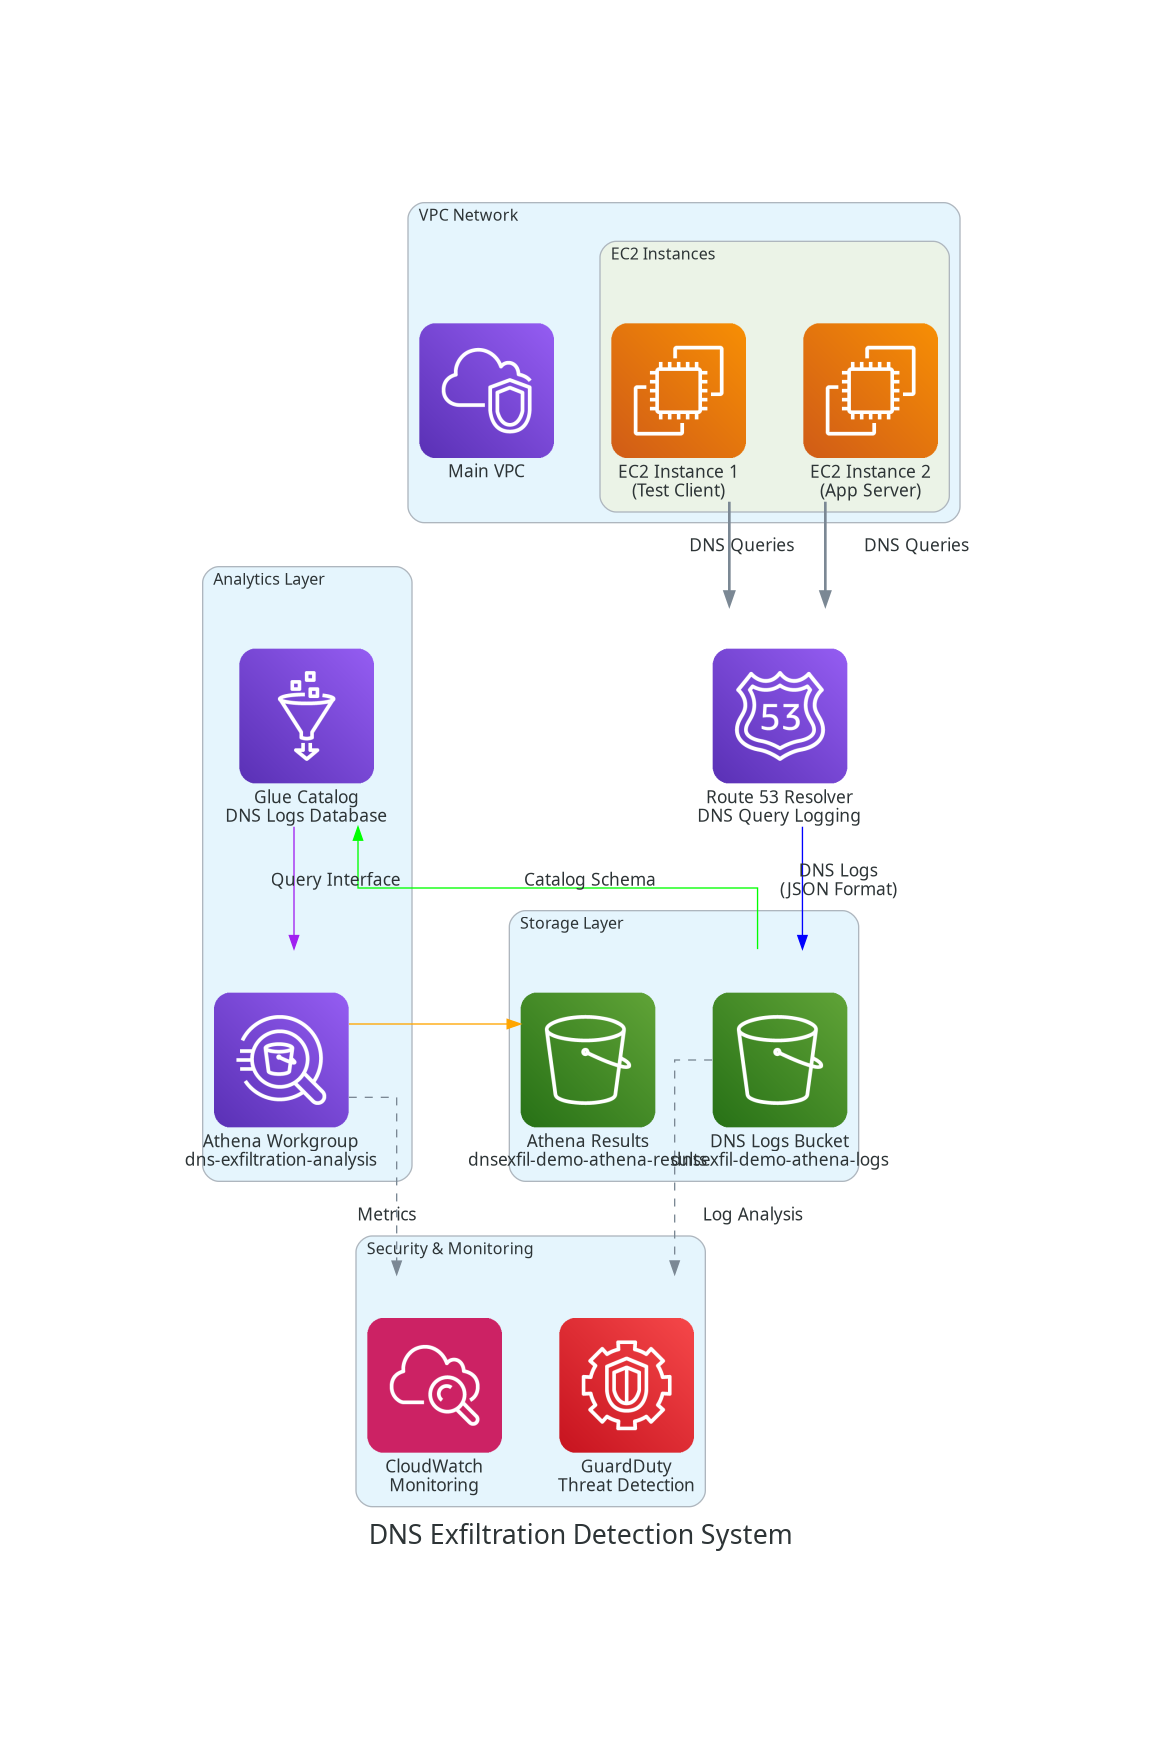 VPC Network
EC2 Instances
Main VPC
EC2 Instance 1
(Test Client)
EC2 Instance 2
(App Server)
DNS Queries
DNS Queries
Analytics Layer
Glue Catalog
DNS Logs Database
53
Route 53 Resolver
DNS Query Logging
Query Interface
Catalog Schema
DNS Logs
(JSON Format)
Storage Layer
Athena Workgroup
dns-exfiltration-analysis
Athena Results
dnsexfil-demo-athena-results
DNS Logs Bucket
dnsexfil-demo-athena-logs
Metrics
Log Analysis
Security & Monitoring
CloudWatch
Monitoring
GuardDuty
Threat Detection
DNS Exfiltration Detection System